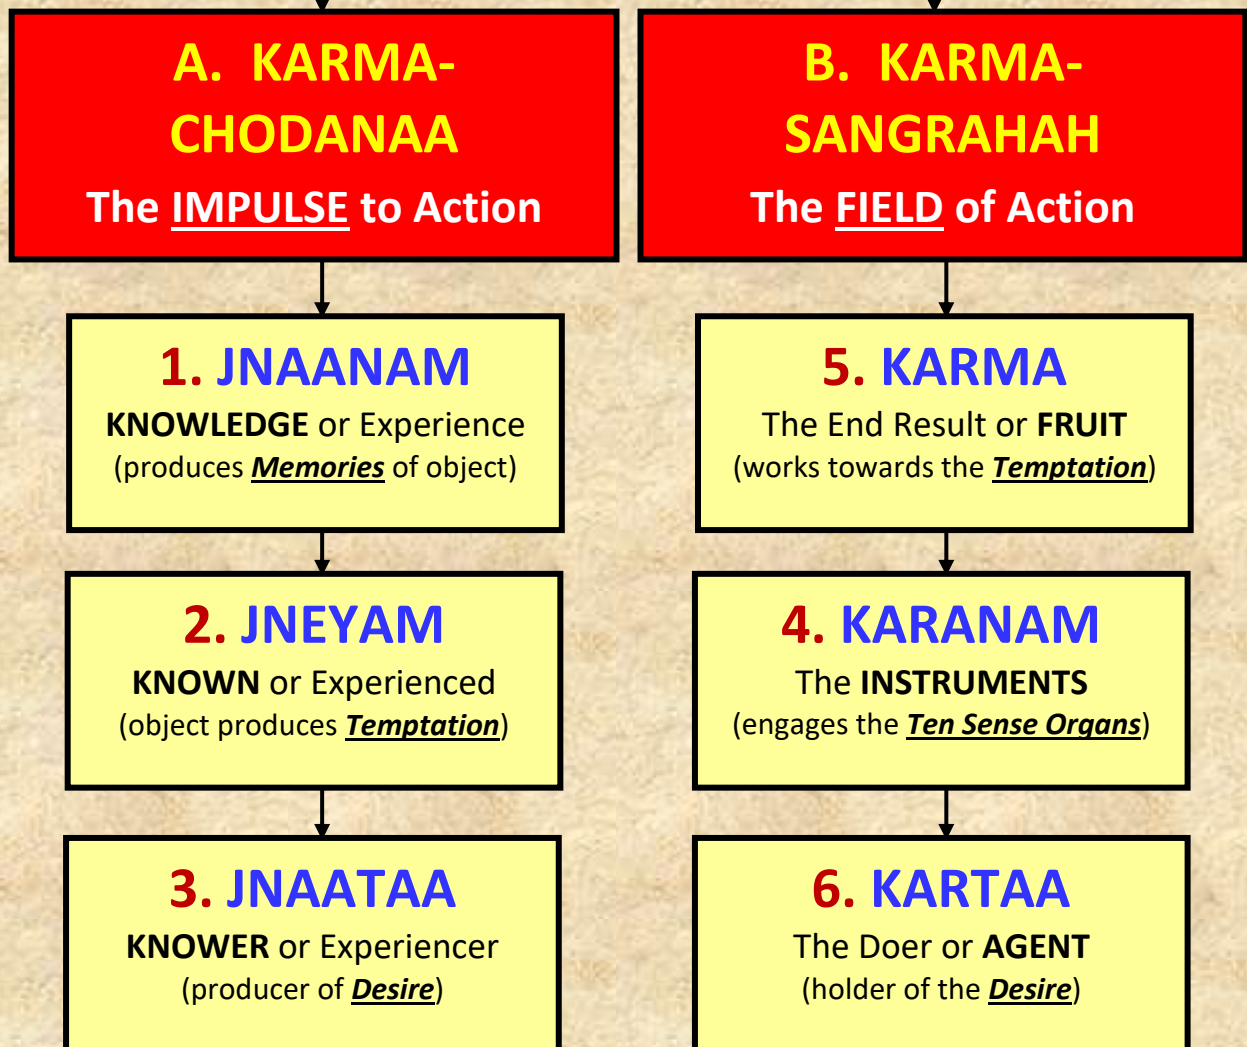 A. KARMA-
CHODANAA
The IMPULSE to Action
1. JNAANAM
KNOWLEDGE or Experience
(produces Memories of object)
2. JNEYAM
KNOWN or Experienced
(object produces Temptation)
3. JNAATAA
KNOWER or Experiencer
(producer of Desire)
B. KARMA-
SANGRAHAH
The FIELD of Action
5. KARMA
The End Result or FRUIT
(works towards the Temptation)
4. KARANAM
The INSTRUMENTS
(engages the Ten Sense Organs)
6. KARTAA
The Doer or AGENT
(holder of the Desire)